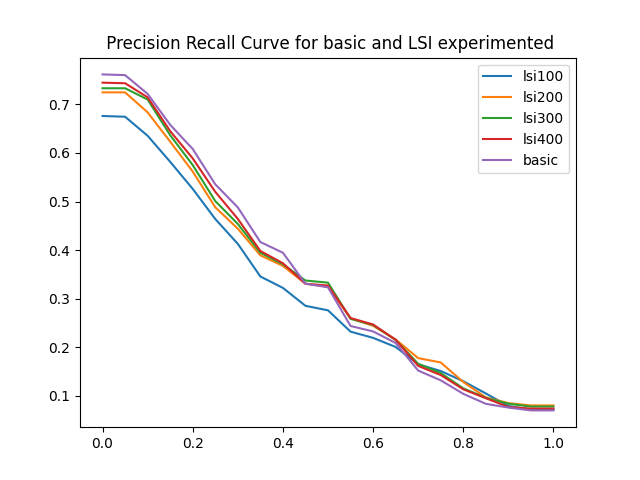 Precision Recall Curve for basic and LSI experimented
lsi100
lsi200
lsi300
lsi400
basic
0.7
0.6
0.5
0.4
0.3
0.2
0.1
0.0 0.2 0.4 0.6 0.8 1.0